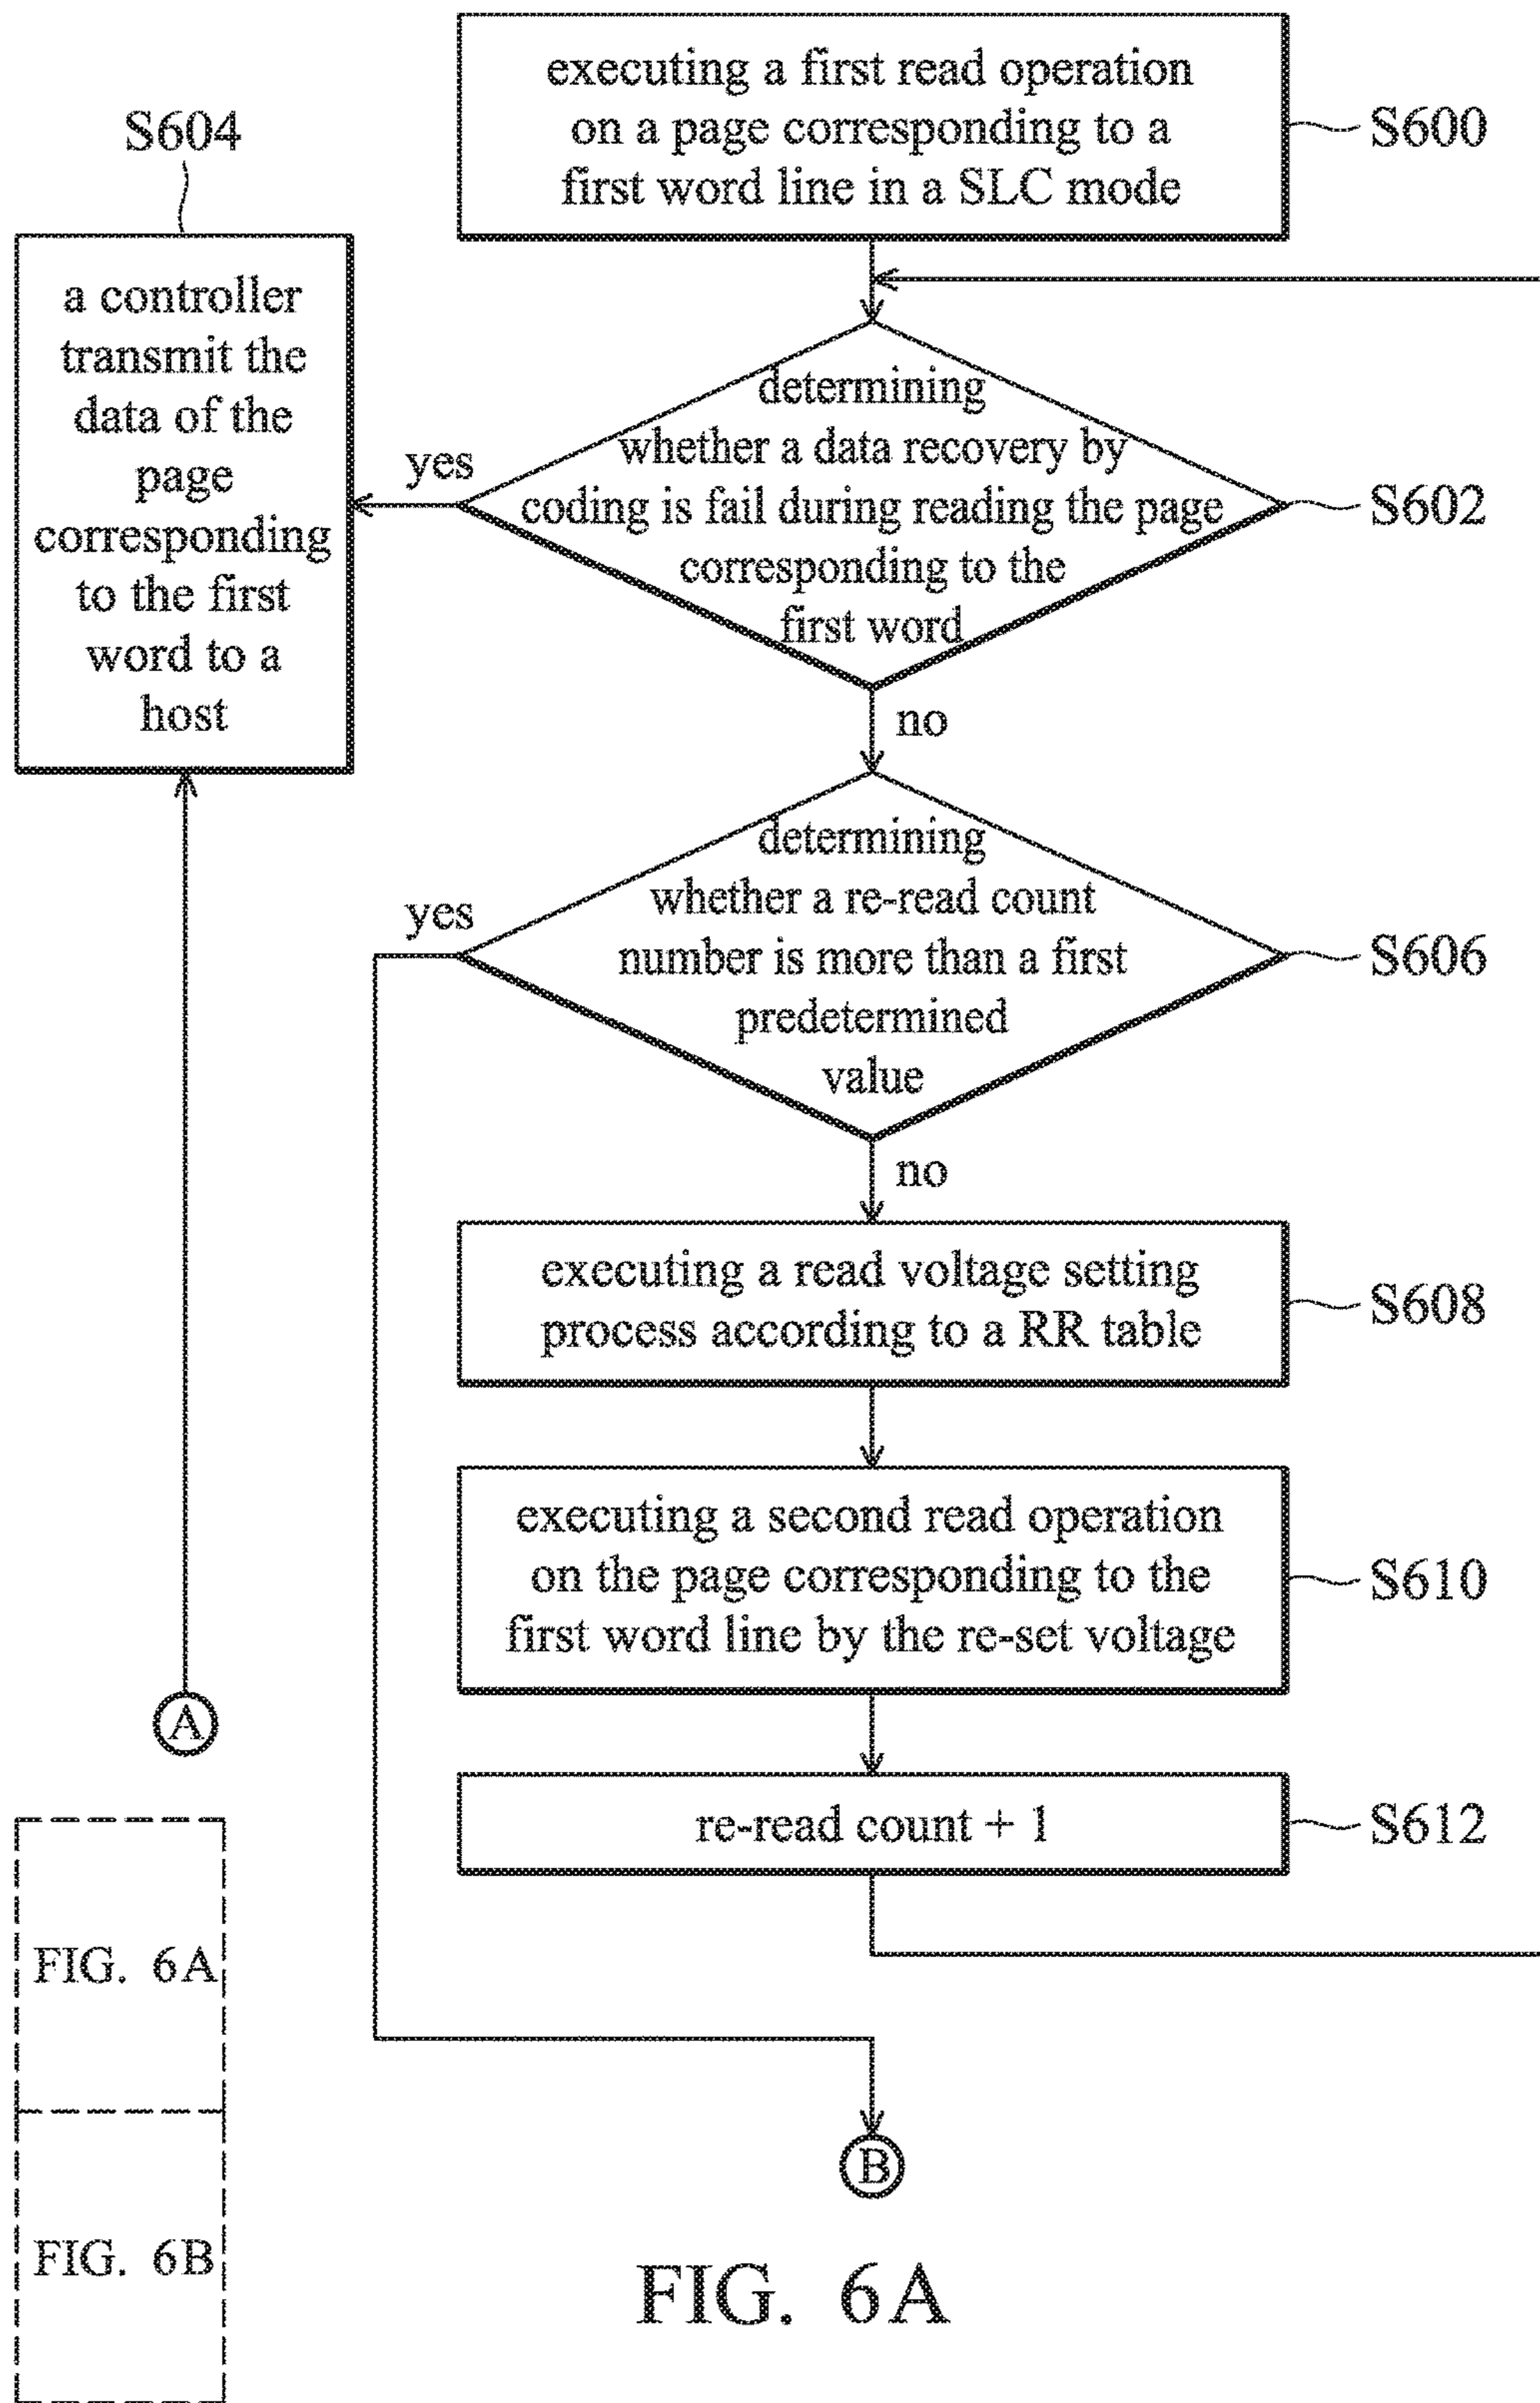 executing a first read operation
on a page corresponding to a
first word line in a SLC mode
S600
S604
a controller
transmit the
data of the
page
corresponding
to the first
word to a
host
determining
whether a data recovery by
coding is fail during reading the page
corresponding to the
first word
S602
yes
no
determining
whether a re-read count
number is more than a first
predetermined
value
S606
yes
no
executing a read voltage setting
process according to a RR table
S608
executing a second read operation
on the page corresponding to the
first word line by the re-set voltage
S610
A
re-read count + 1
S612
B
FIG. 6A
FIG. 6B
FIG. 6A